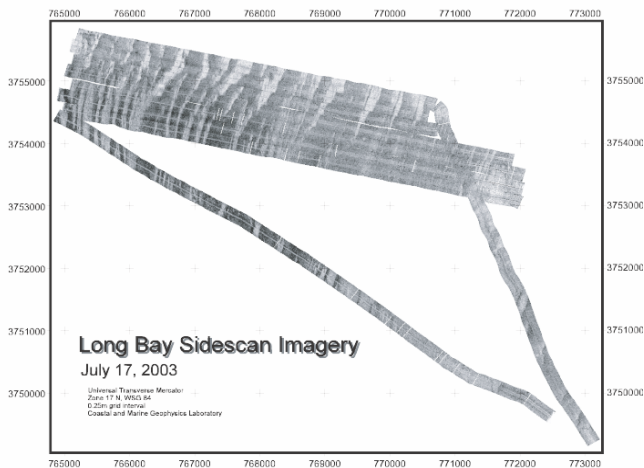 765000 766000 767000 768000 769000 770000 771000 772000 773000
3755000 3755000
3754000 3754000
3753000 3753000
3752000 3752000
3751000 3751000
3750000 3750000
Long Bay Sidescan Imagery
July 17, 2003
Universal Transverse Mercator
Zone 17 N, WSG 84
0.25m grid interval
Coastal and Marine Geophysics Laboratory
765000 766000 767000 768000 769000 770000 771000 772000 773000